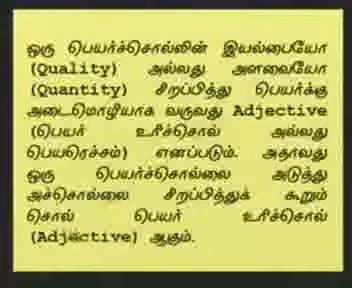 ஒரு பெயர்ச்சொல்லின் இயல்பையோ
(Quality) அல்லது அளவையோ
(Quantity) சிறப்பித்து பெயர்க்கு
அடைமொழியாக வருவது Adjective
(பெயர் உரிச்சொல் அல்லது
பெயரெச்சம்) எனப்படும். அதாவது
ஒரு பெயர்ச்சொல்லை அடுத்து
அச்சொல்லை சிறப்பித்துக் கூறும்
சொல் பெயர் உரிச்சொல்
(Adjective) ஆகும்.